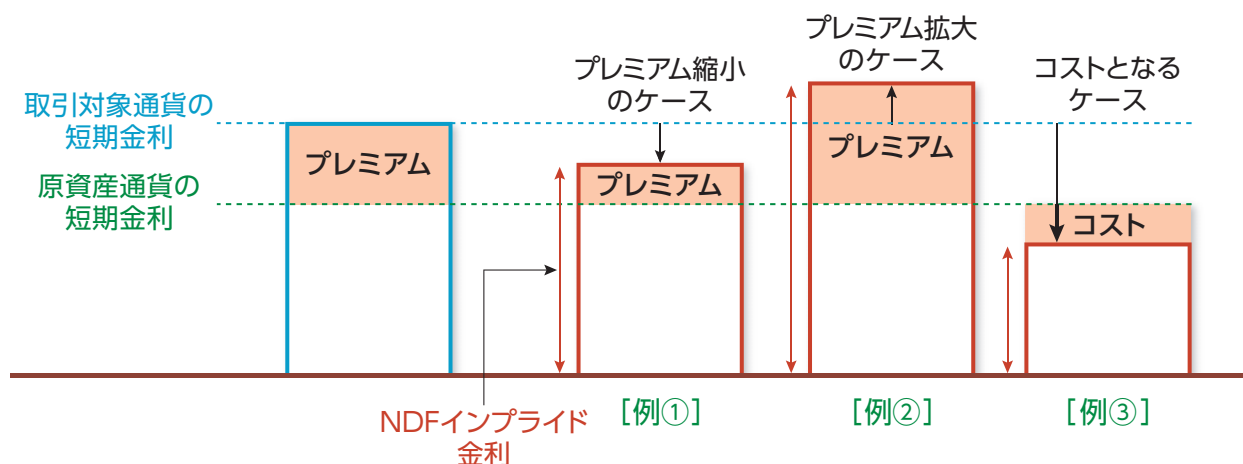 プレミアム縮小
のケース
プレミアム拡大
のケース
コストとなる
ケース
取引対象通貨の
短期金利
原資産通貨の
短期金利
プレミアム
プレミアム
プレミアム
コスト
NDFインプライド
金利
［例①］
［例②］
［例③］